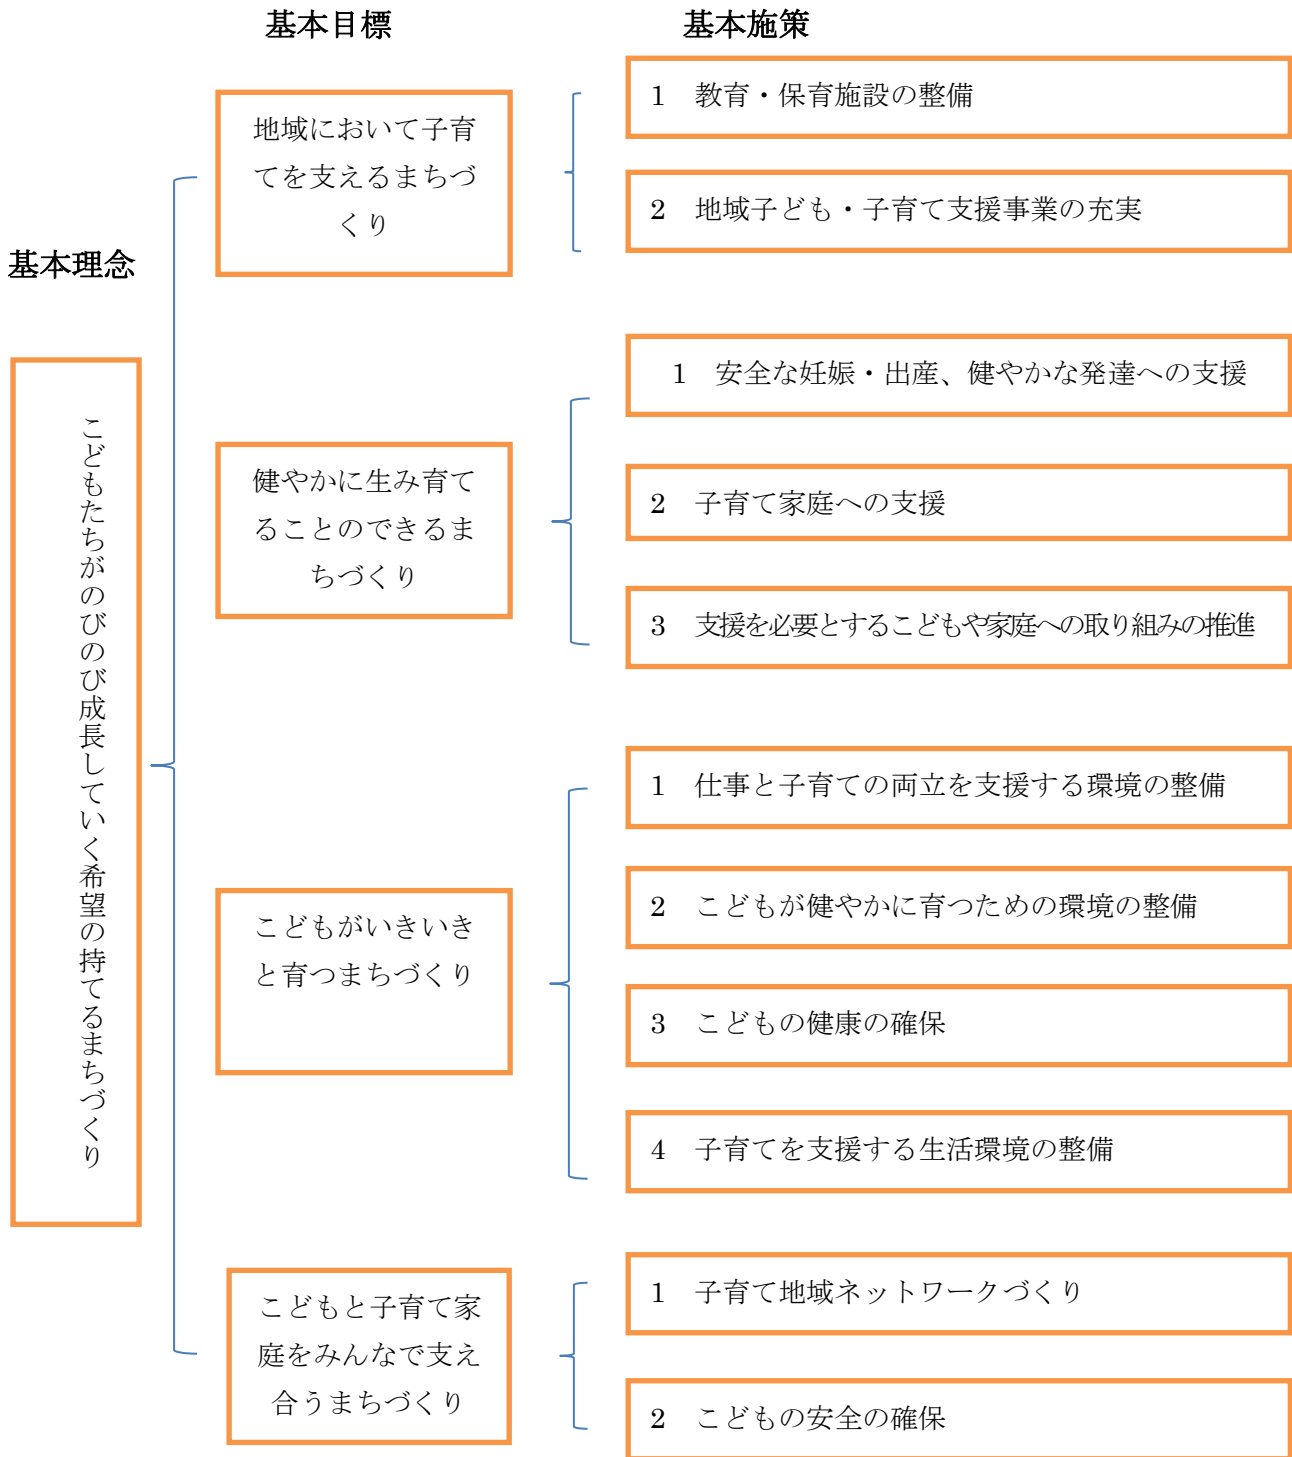 基本目標
基本施策
基本理念
こどもたちがのびのび成長していく希望の持てるまちづくり
地域において子育
てを支えるまちづ
くり
1 教育・保育施設の整備
2 地域子ども・子育て支援事業の充実
健やかに生み育て
ることのできるま
ちづくり
1 安全な妊娠・出産、健やかな発達への支援
2 子育て家庭への支援
3 支援を必要とするこどもや家庭への取り組みの推進
こどもがいきいき
と育つまちづくり
1 仕事と子育ての両立を支援する環境の整備
2 こどもが健やかに育つための環境の整備
3 こどもの健康の確保
4 子育てを支援する生活環境の整備
こどもと子育て家
庭をみんなで支え
合うまちづくり
1 子育て地域ネットワークづくり
2 こどもの安全の確保